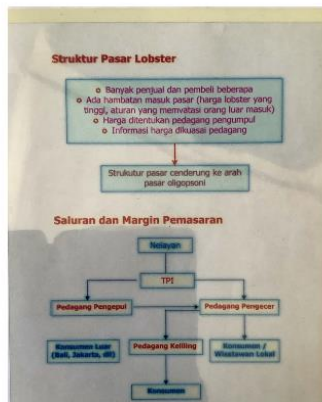 Struktur Pasar Lobster
Banyak penjual dan pembeli beberapa
Ada hambatan masuk pasar (harga lobster yang
tinggi, aturan yang memvatasi orang luar masuk)
Harga ditentukan pedagang pengumpul
Informasi harga dikuasai pedagang
Strukutur pasar cenderung ke arah
pasar oligopsoni
Saluran dan Margin Pemasaran
Nelayan
TPI
Pedagang Pengepul
Pedagang Pengecer
Konsumen Luar
(Bali, Jakarta, dll)
Pedagang Keliling
Konsumen /
Wisatawan Lokal
Konsumen